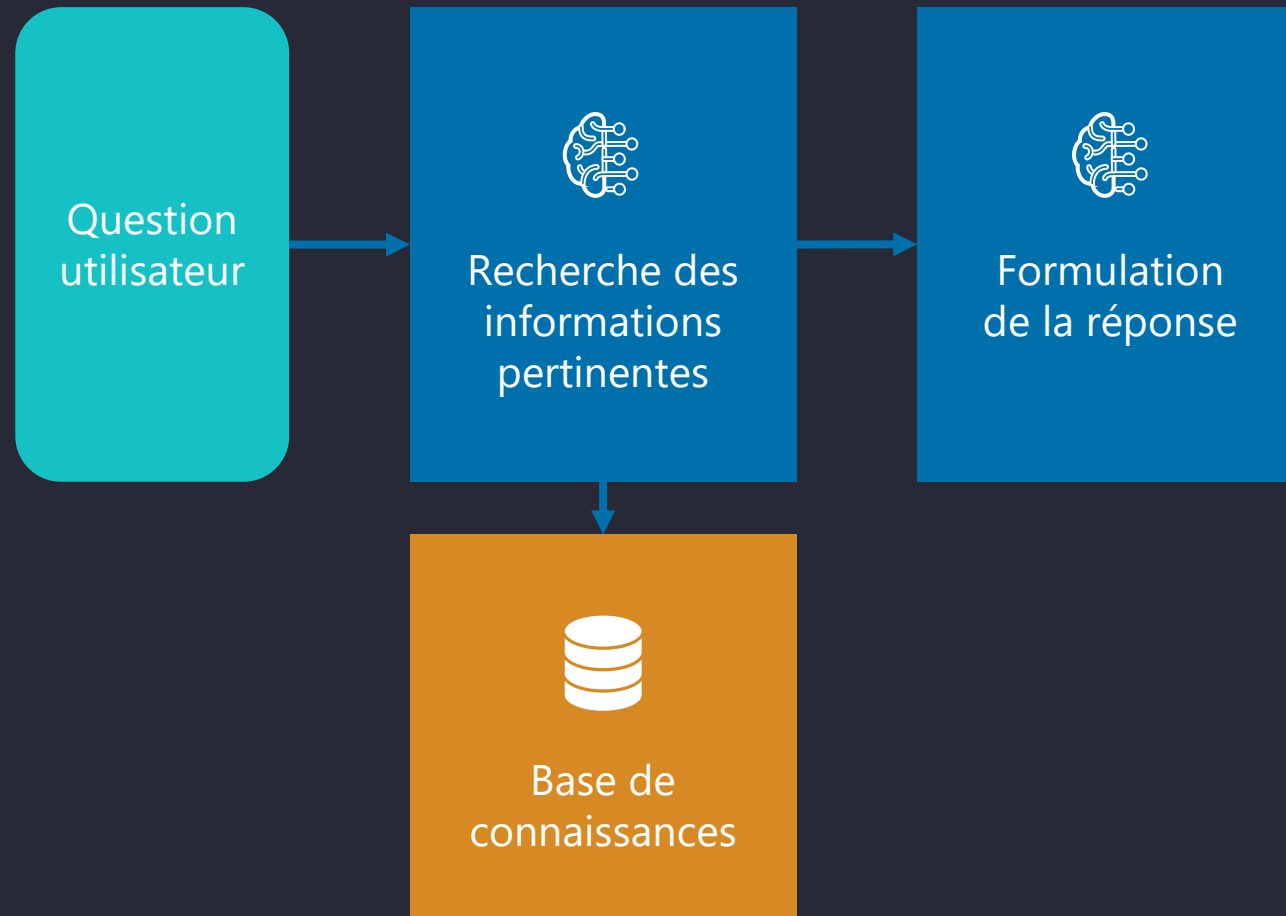 Question
utilisateur
Recherche des
informations
pertinentes
Formulation
de la réponse
Base de
connaissances